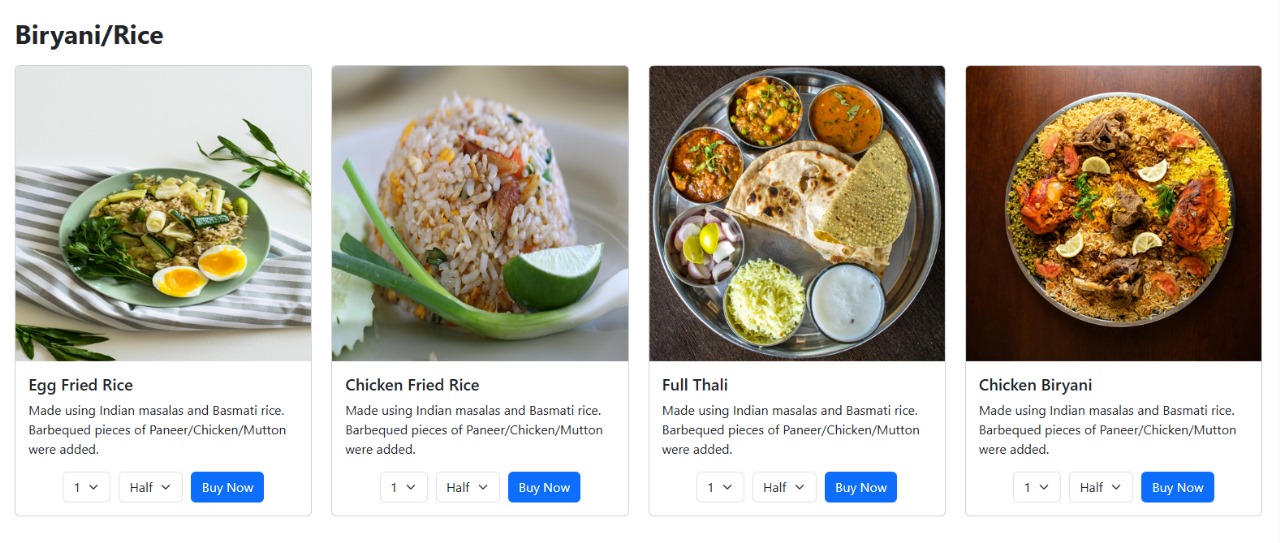 Biryani/Rice
Egg Fried Rice
Made using Indian masalas and Basmati rice.
Barbequed pieces of Paneer/Chicken/Mutton
were added.
1 Half Buy Now
Chicken Fried Rice
Made using Indian masalas and Basmati rice.
Barbequed pieces of Paneer/Chicken/Mutton
were added.
1 Half Buy Now
Full Thali
Made using Indian masalas and Basmati rice.
Barbequed pieces of Paneer/Chicken/Mutton
were added.
1 Half Buy Now
Chicken Biryani
Made using Indian masalas and Basmati rice.
Barbequed pieces of Paneer/Chicken/Mutton
were added.
1 Half Buy Now